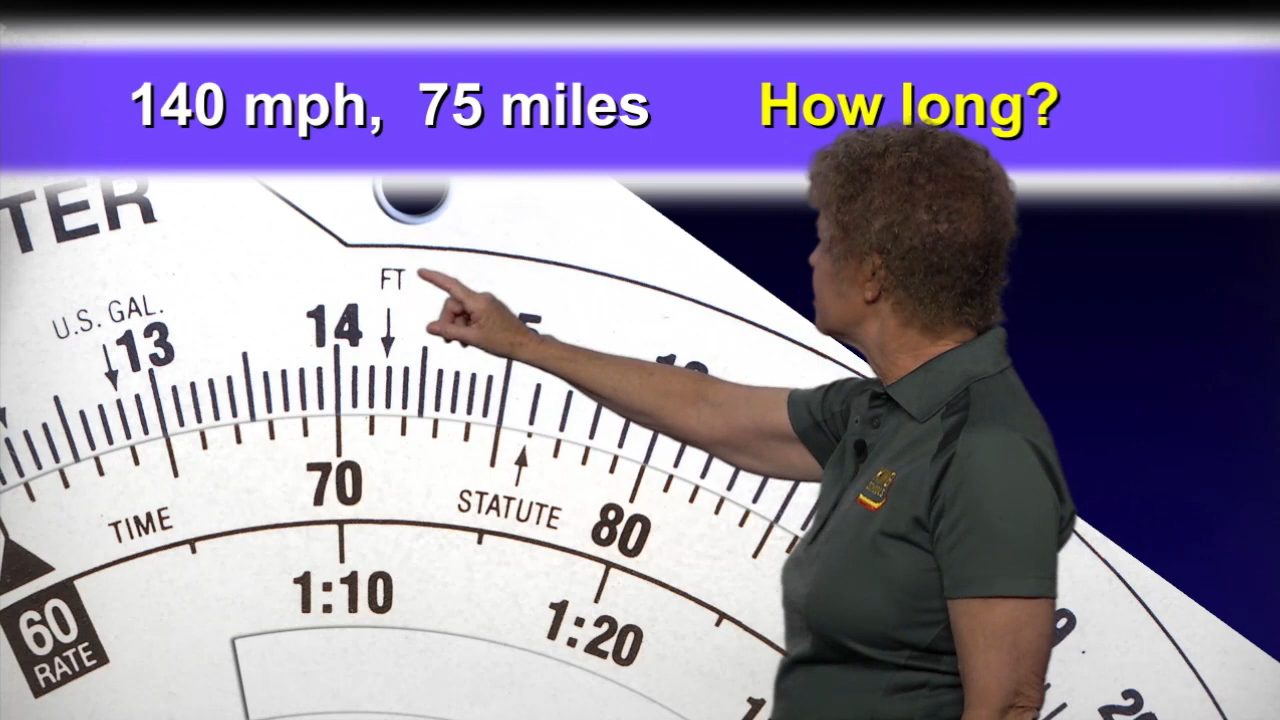 140 mph, 75 miles How long?
TER
FT
U.S. GAL.
13 14
70
TIME
STATUTE
80
60
RATE
1:10
1:20